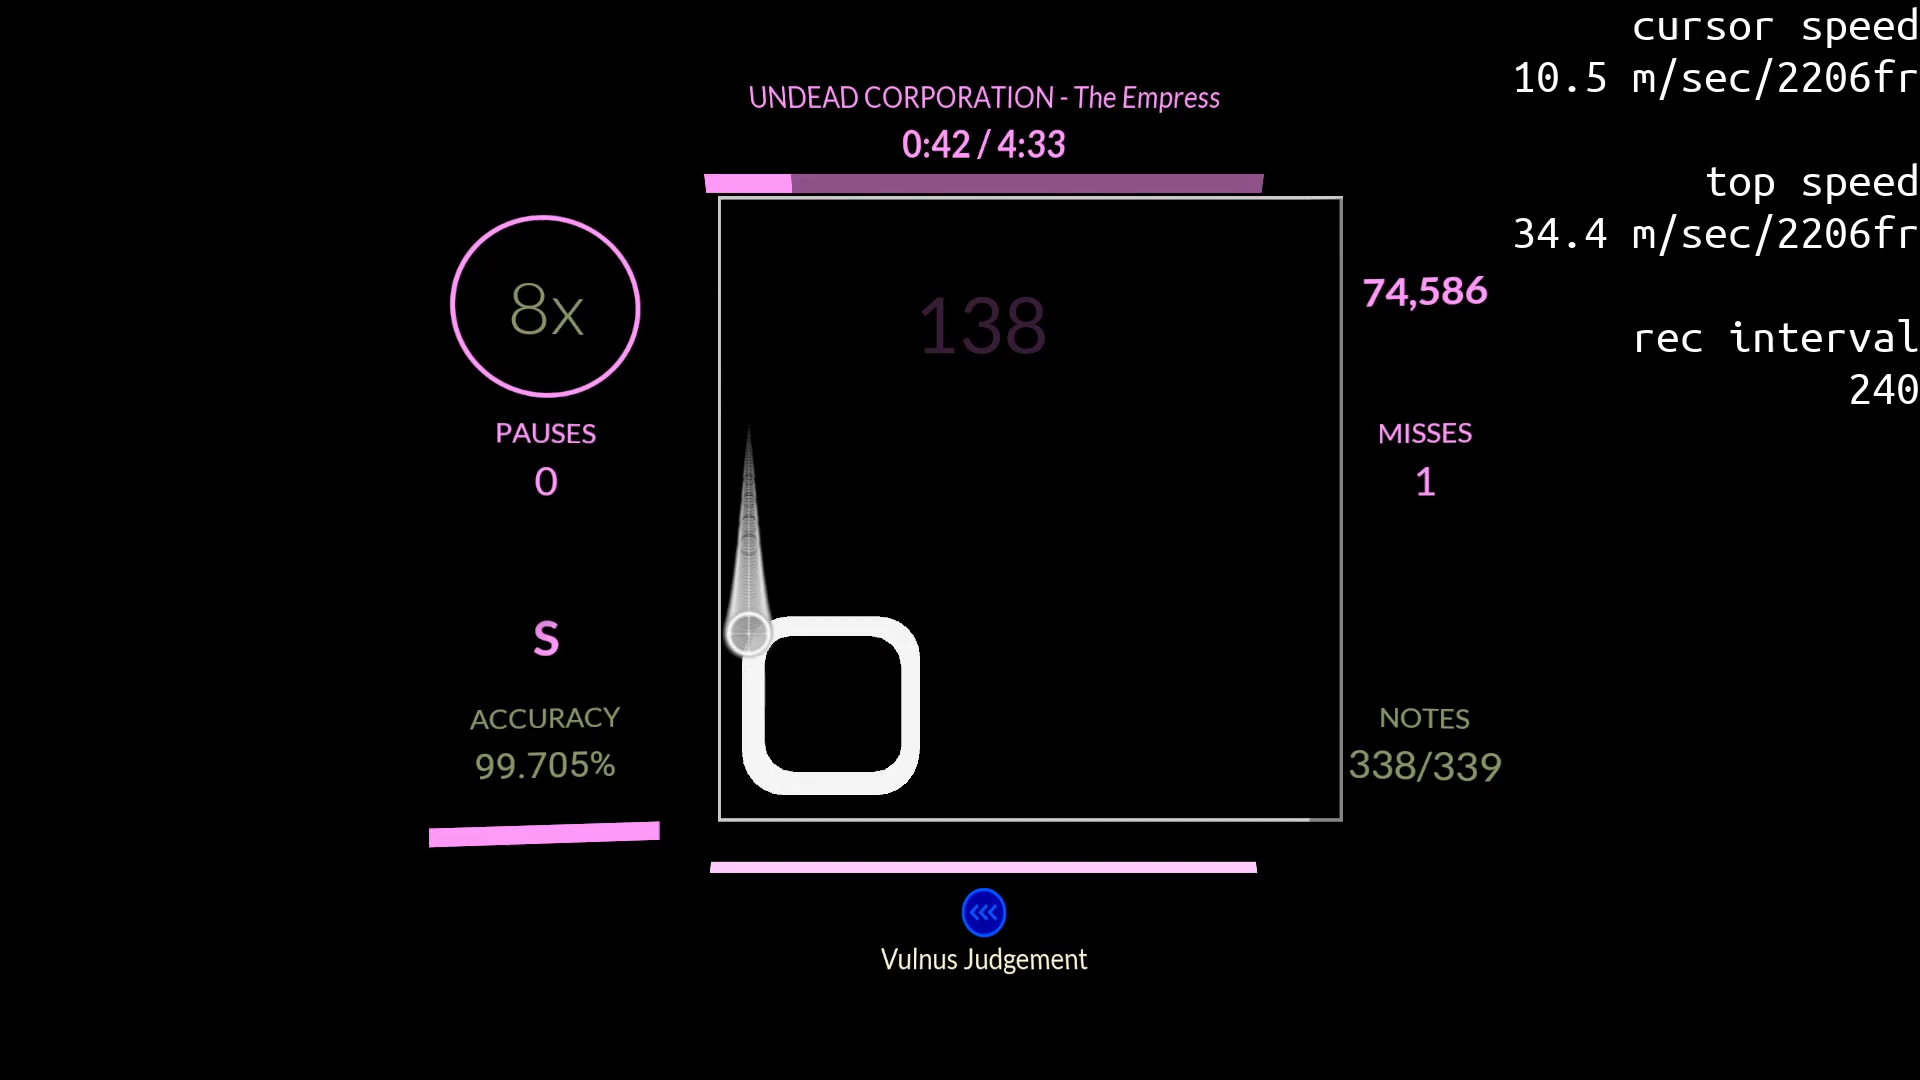 UNDEAD CORPORATION - The Empress
0:42 / 4:33
8x
PAUSES
0
S
ACCURACY
99.705%
138
74,586
MISSES
1
NOTES
338/339
Vulnus Judgement
cursor speed
10.5 m/sec/2206fr
top speed
34.4 m/sec/2206fr
rec interval
240